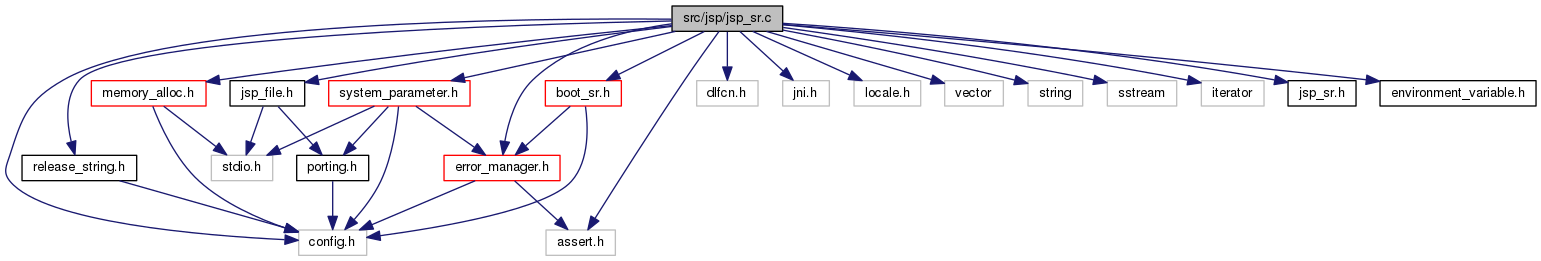 src/jsp/jsp_sr.c
memory_alloc.h
jsp_file.h
system_parameter.h
boot_sr.h
dlfcn.h
jni.h
locale.h
vector
string
sstream
iterator
jsp_sr.h
environment_variable.h
release_string.h
stdio.h
porting.h
error_manager.h
config.h
assert.h